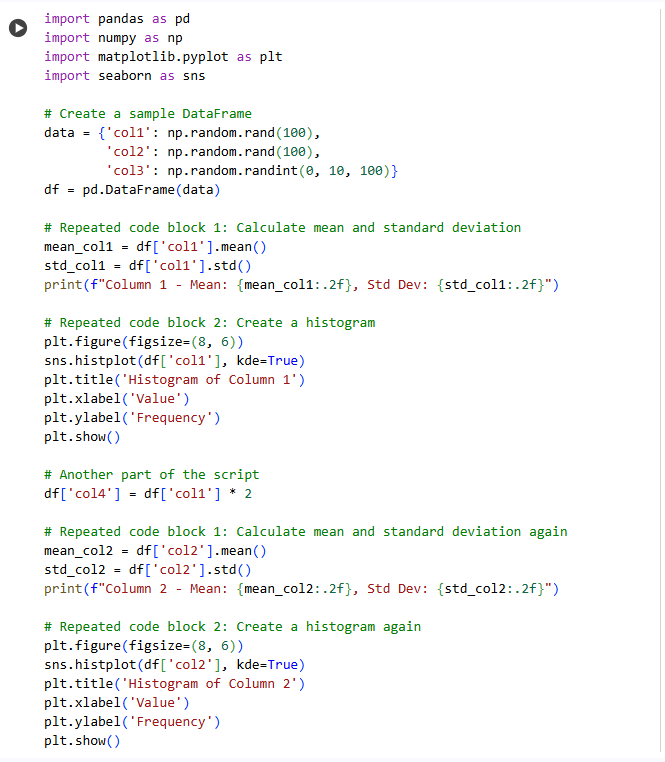 import pandas as pd
import numpy as np
import matplotlib.pyplot as plt
import seaborn as sns

# Create a sample DataFrame
data = {'col1': np.random.rand(100),
        'col2': np.random.rand(100),
        'col3': np.random.randint(0, 10, 100)}
df = pd.DataFrame(data)

# Repeated code block 1: Calculate mean and standard deviation
mean_col1 = df['col1'].mean()
std_col1 = df['col1'].std()
print(f"Column 1 - Mean: {mean_col1:.2f}, Std Dev: {std_col1:.2f}")

# Repeated code block 2: Create a histogram
plt.figure(figsize=(8, 6))
sns.histplot(df['col1'], kde=True)
plt.title('Histogram of Column 1')
plt.xlabel('Value')
plt.ylabel('Frequency')
plt.show()

# Another part of the script
df['col4'] = df['col1'] * 2

# Repeated code block 1: Calculate mean and standard deviation again
mean_col2 = df['col2'].mean()
std_col2 = df['col2'].std()
print(f"Column 2 - Mean: {mean_col2:.2f}, Std Dev: {std_col2:.2f}")

# Repeated code block 2: Create a histogram again
plt.figure(figsize=(8, 6))
sns.histplot(df['col2'], kde=True)
plt.title('Histogram of Column 2')
plt.xlabel('Value')
plt.ylabel('Frequency')
plt.show()